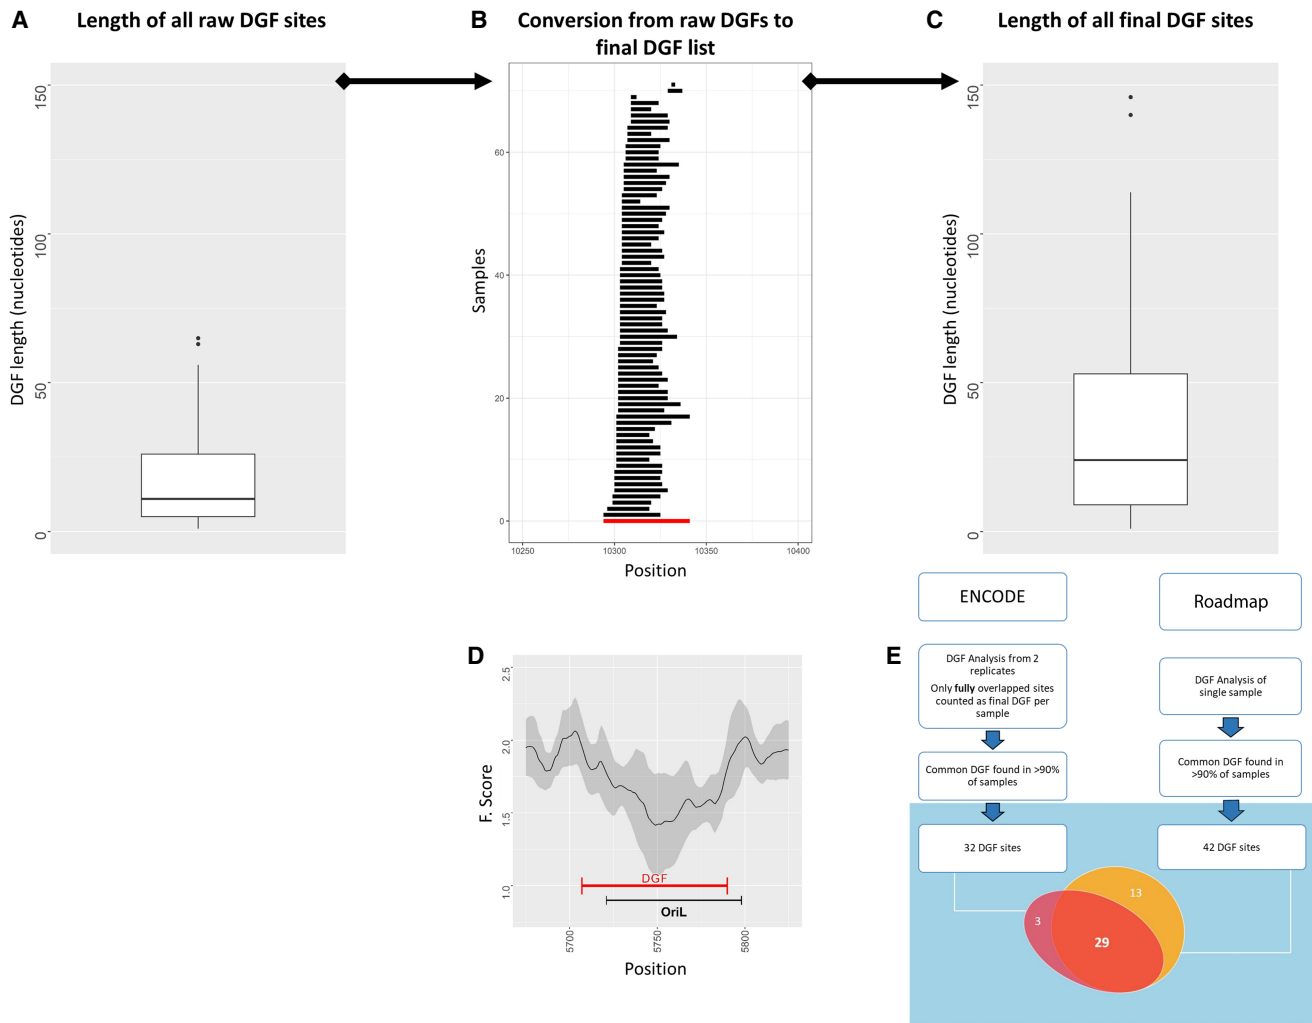 A
Length of all raw DGF sites
DGF length (nucleotides)
150
100
50
0
B
Conversion from raw DGFs to
final DGF list
Samples
60
40
20
0
10250
10300
10350
10400
Position
C
Length of all final DGF sites
DGF length (nucleotides)
150
100
50
0
D
F. Score
2.5
2.0
1.5
1.0
DGF
OriL
5700
5750
5800
Position
E
ENCODE
DGF Analysis from 2
replicates
Only fully overlapped sites
counted as final DGF per
sample
Common DGF found in >90%
of samples
32 DGF sites
Roadmap
DGF Analysis of
single sample
Common DGF found in
>90% of samples
42 DGF sites
3
29
13